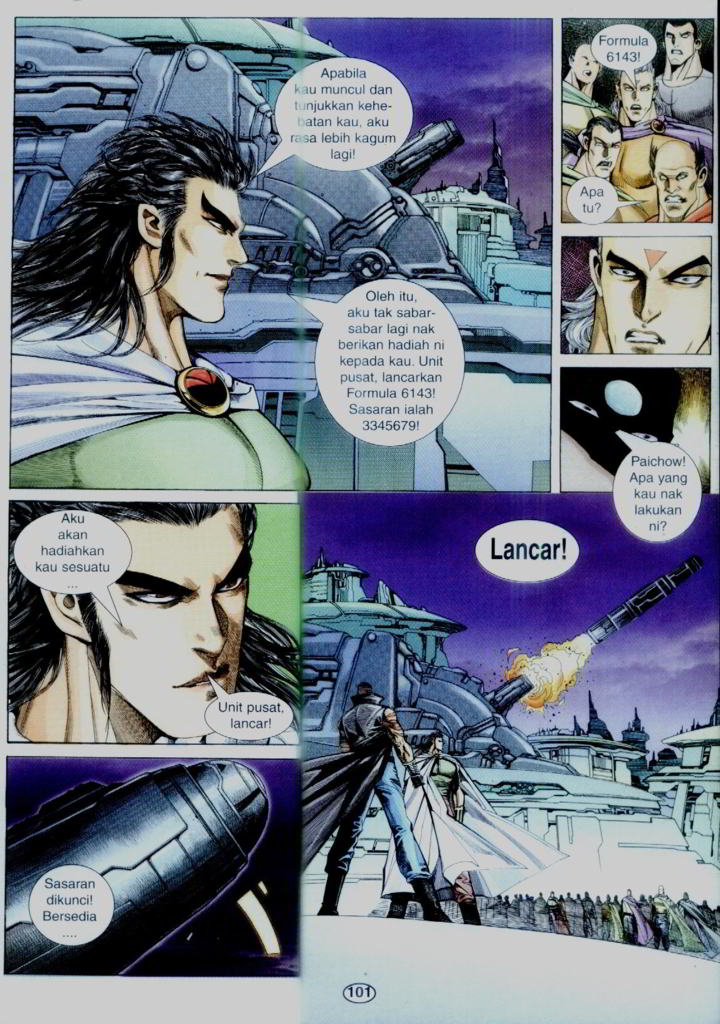 Apabila
kau muncul dan
tunjukkan kehe-
batan kau, aku
rasa lebih kagum
lagi!
Oleh itu,
aku tak sabar-
sabar lagi nak
berikan hadiah ni
kepada kau. Unit
pusat, lancarkan
Formula 6143!
Sasaran ialah
3345679!
Formula
6143!
Apa
tu?
Paichow!
Apa yang
kau nak
lakukan
ni?
Aku
akan
hadiahkan
kau sesuatu
...
Unit pusat,
lancar!
Sasaran
dikunci!
Bersedia
....
Lancar!
101